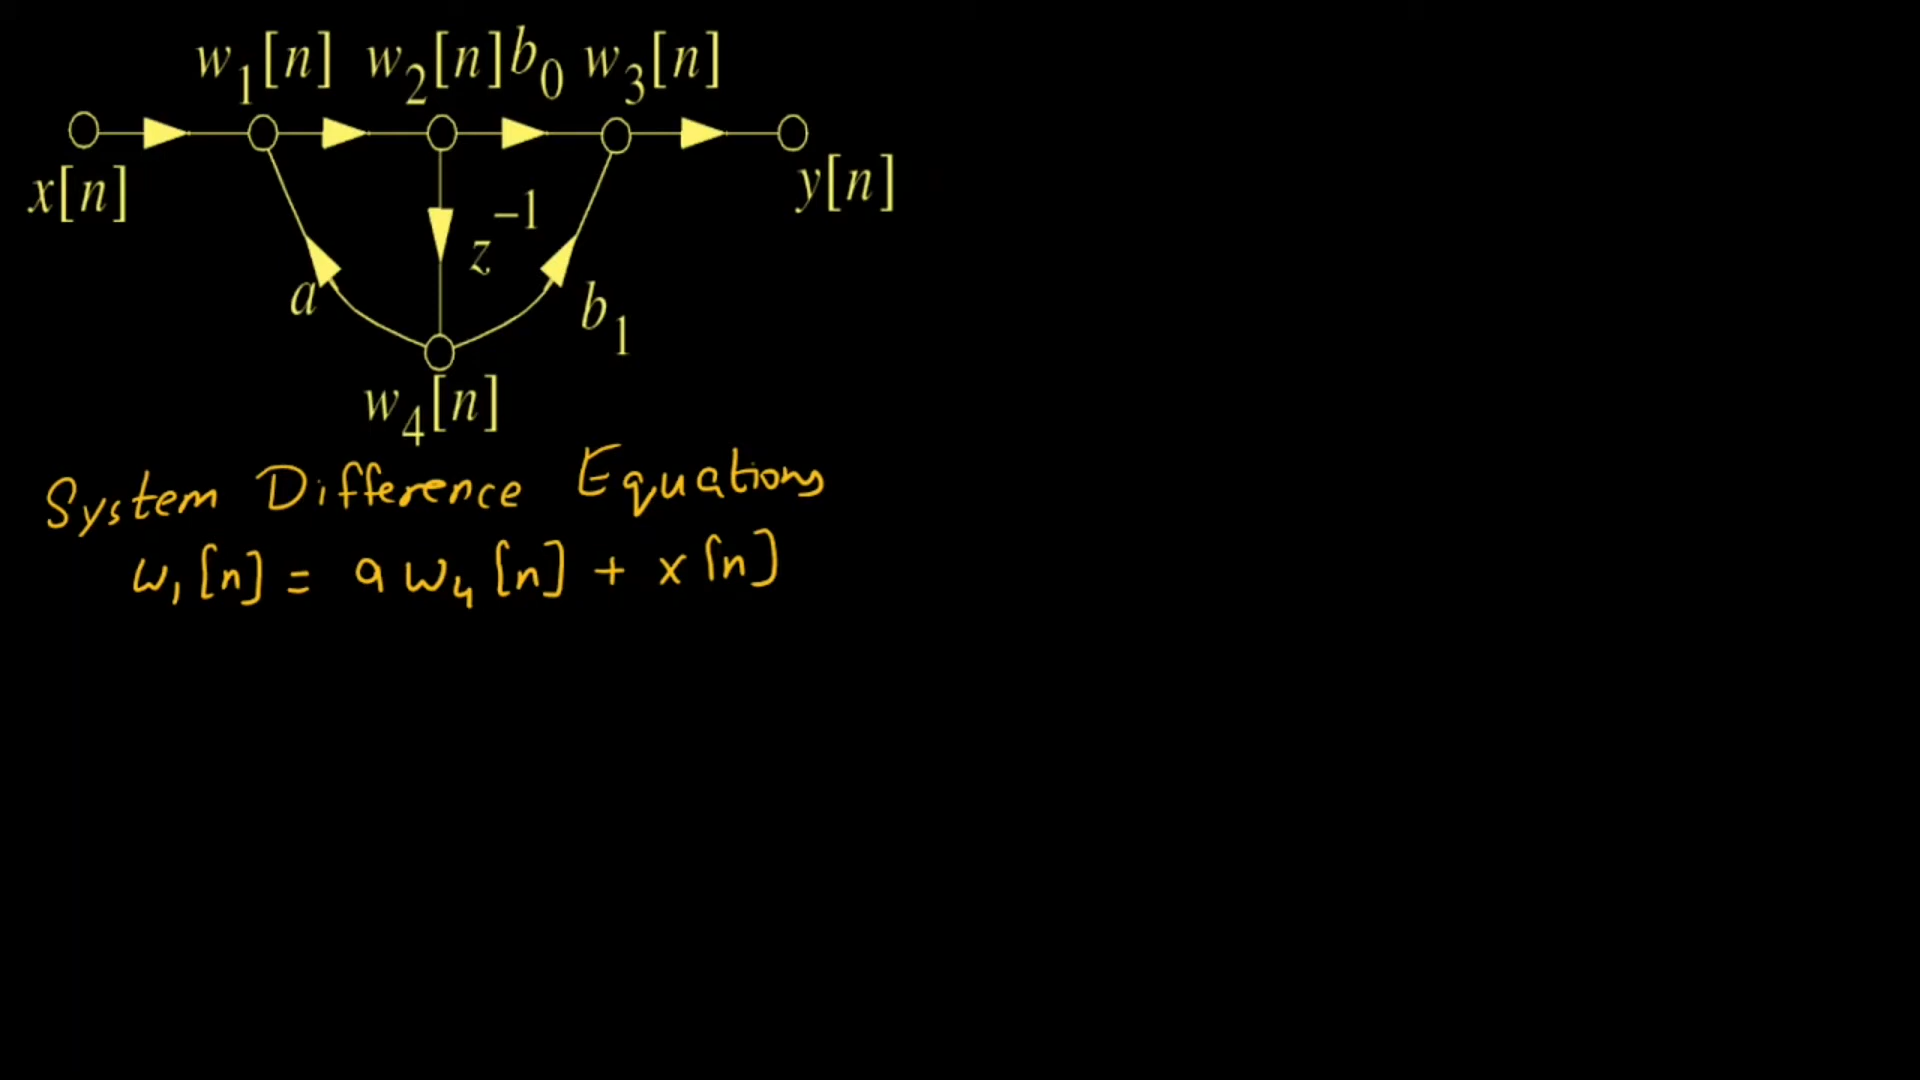 w₁[n] w₂[n] b₀ w₃[n]
x[n] y[n]
z⁻¹
a b₁
w₄[n]
System Difference Equations
w₁[n] = a w₄[n] + x[n]